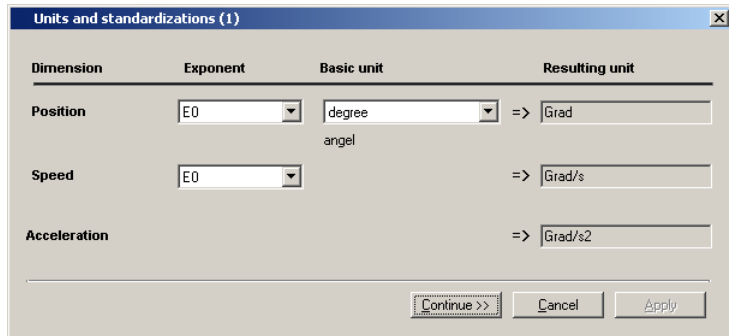 Units and standardizations (1)
Dimension Exponent Basic unit Resulting unit
Position E0 degree => Grad
angel
Speed E0 => Grad/s
Acceleration => Grad/s2
Continue >> Cancel Apply